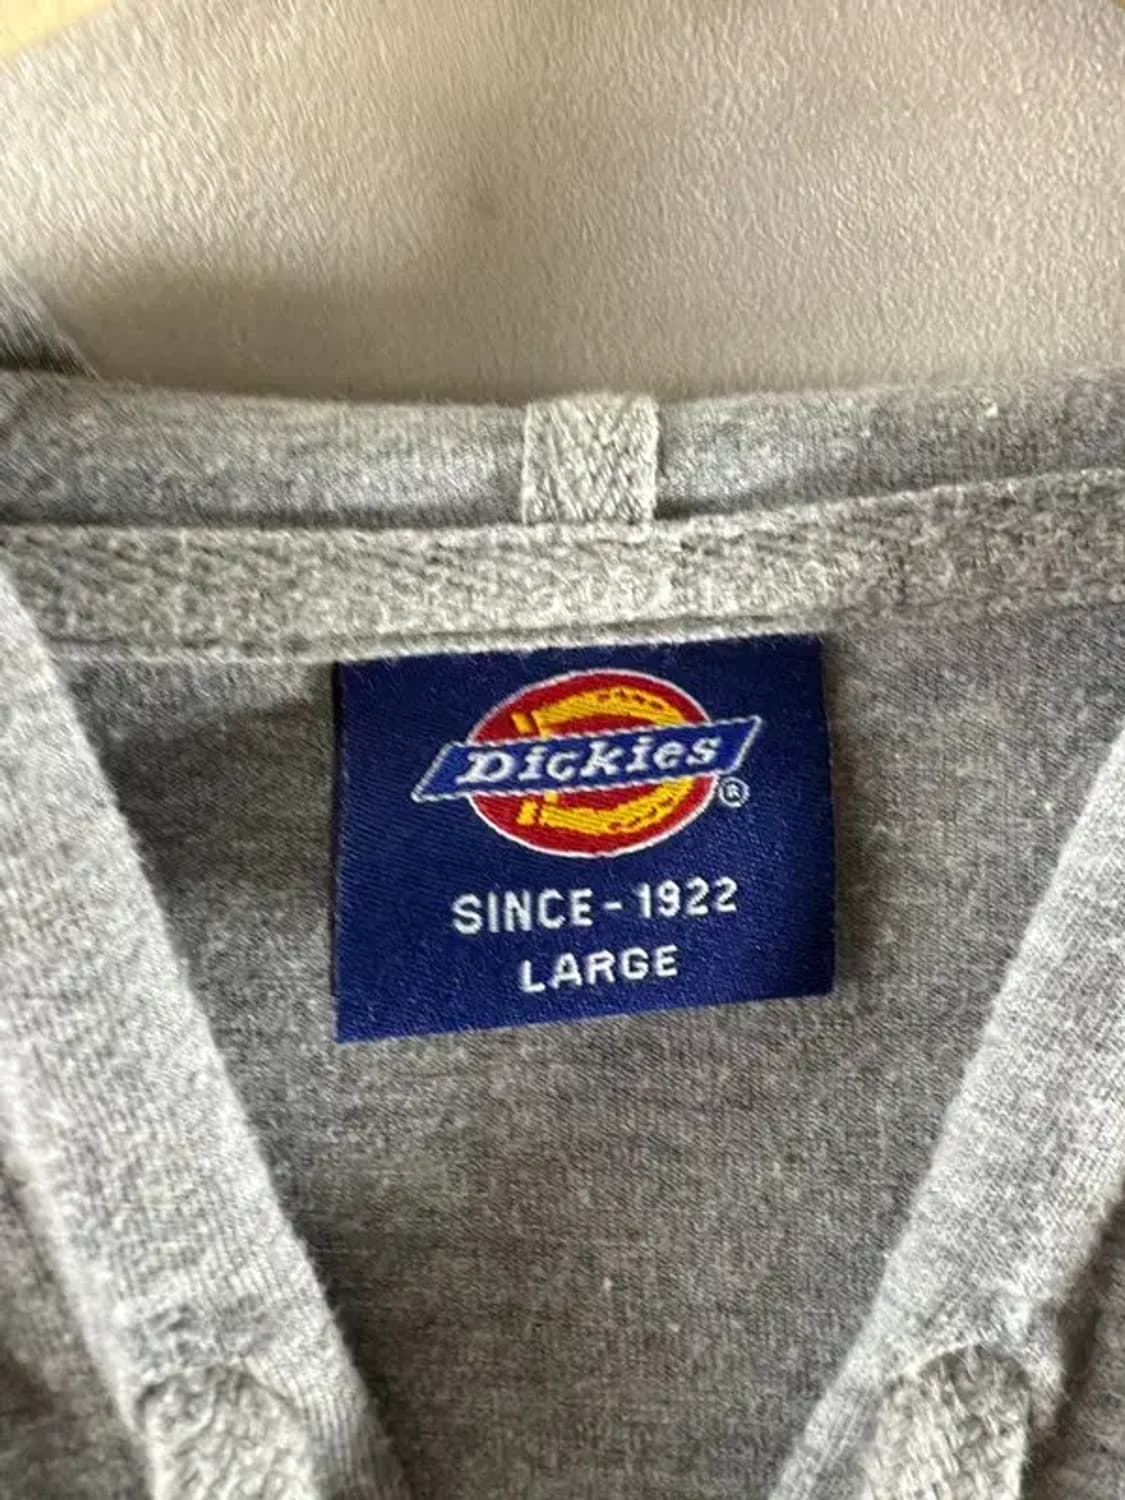 Dickies
®
SINCE - 1922
LARGE